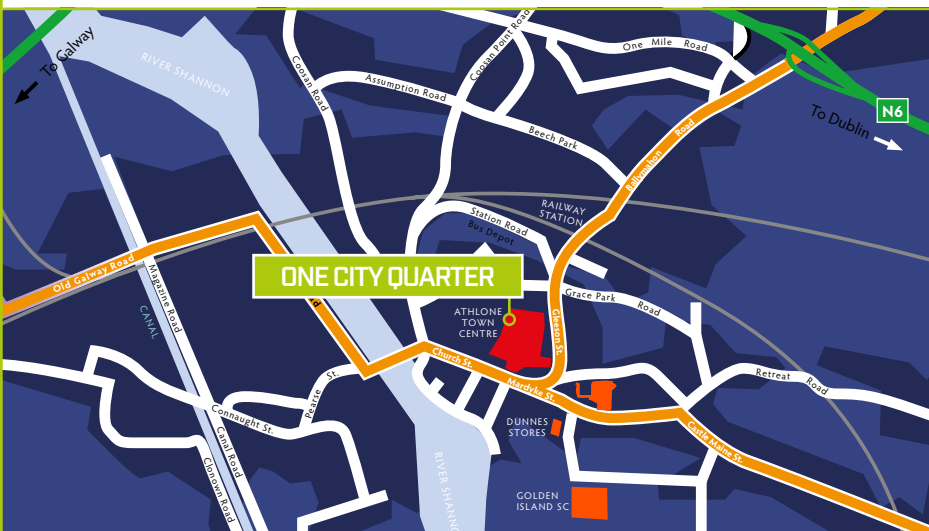 To Galway
RIVER SHANNON
Coosan Road
Coosan Point Road
One Mile Road
Assumption Road
Beech Park
N6
To Dublin
Ballymahon Road
RAILWAY
STATION
Station Road
Bus Depot
Old Galway Road
Magazine Road
CANAL
ONE CITY QUARTER
ATHLONE
TOWN
CENTRE
Grace Park Road
Gleeson St.
Church St.
Mardyke St.
Pearse St.
Connaught St.
Canal Road
Clonown Road
Retreat Road
DUNNES
STORES
Castle Maine St.
RIVER SHANNO
GOLDEN
ISLAND SC